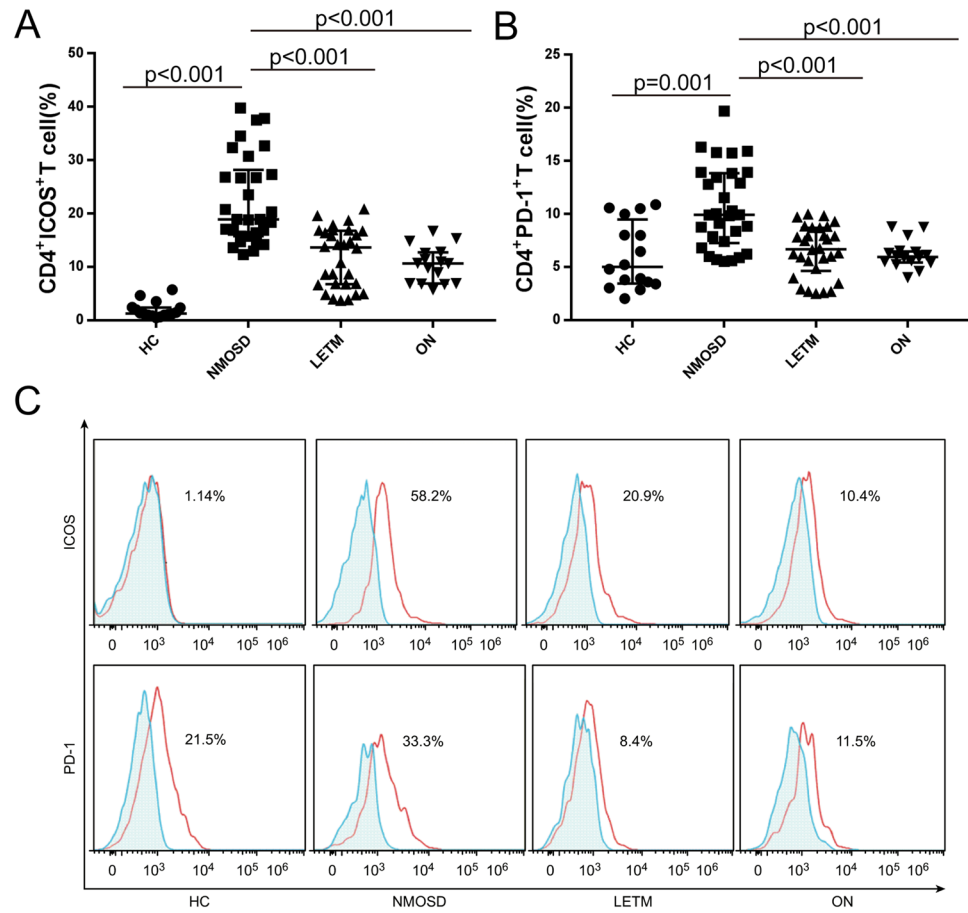 A
p<0.001
p<0.001
p<0.001
CD4+ICOS+T cell(%)
50
40
30
20
10
0
HC
NMOSD
LETM
ON
B
p<0.001
p<0.001
p=0.001
CD4+PD-1+T cell(%)
25
20
15
10
5
0
HC
NMOSD
LETM
ON
C
ICOS
1.14%
58.2%
20.9%
10.4%
0 10³ 10⁴ 10⁵ 10⁶
0 10³ 10⁴ 10⁵ 10⁶
0 10³ 10⁴ 10⁵ 10⁶
0 10³ 10⁴ 10⁵ 10⁶
PD-1
21.5%
33.3%
8.4%
11.5%
0 10³ 10⁴ 10⁵ 10⁶
0 10³ 10⁴ 10⁵ 10⁶
0 10³ 10⁴ 10⁵ 10⁶
0 10³ 10⁴ 10⁵ 10⁶
HC
NMOSD
LETM
ON